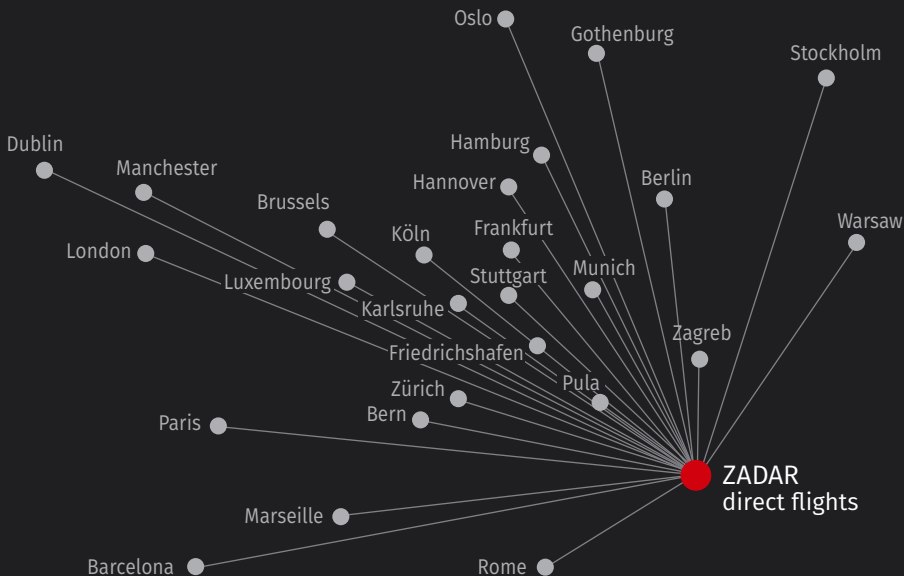 Oslo
Gothenburg
Stockholm
Dublin
Hamburg
Manchester
Hannover
Berlin
Brussels
Warsaw
Köln
Frankfurt
London
Munich
Luxembourg
Stuttgart
Karlsruhe
Zagreb
Friedrichshafen
Pula
Zürich
Bern
Paris
ZADAR
direct flights
Marseille
Barcelona
Rome